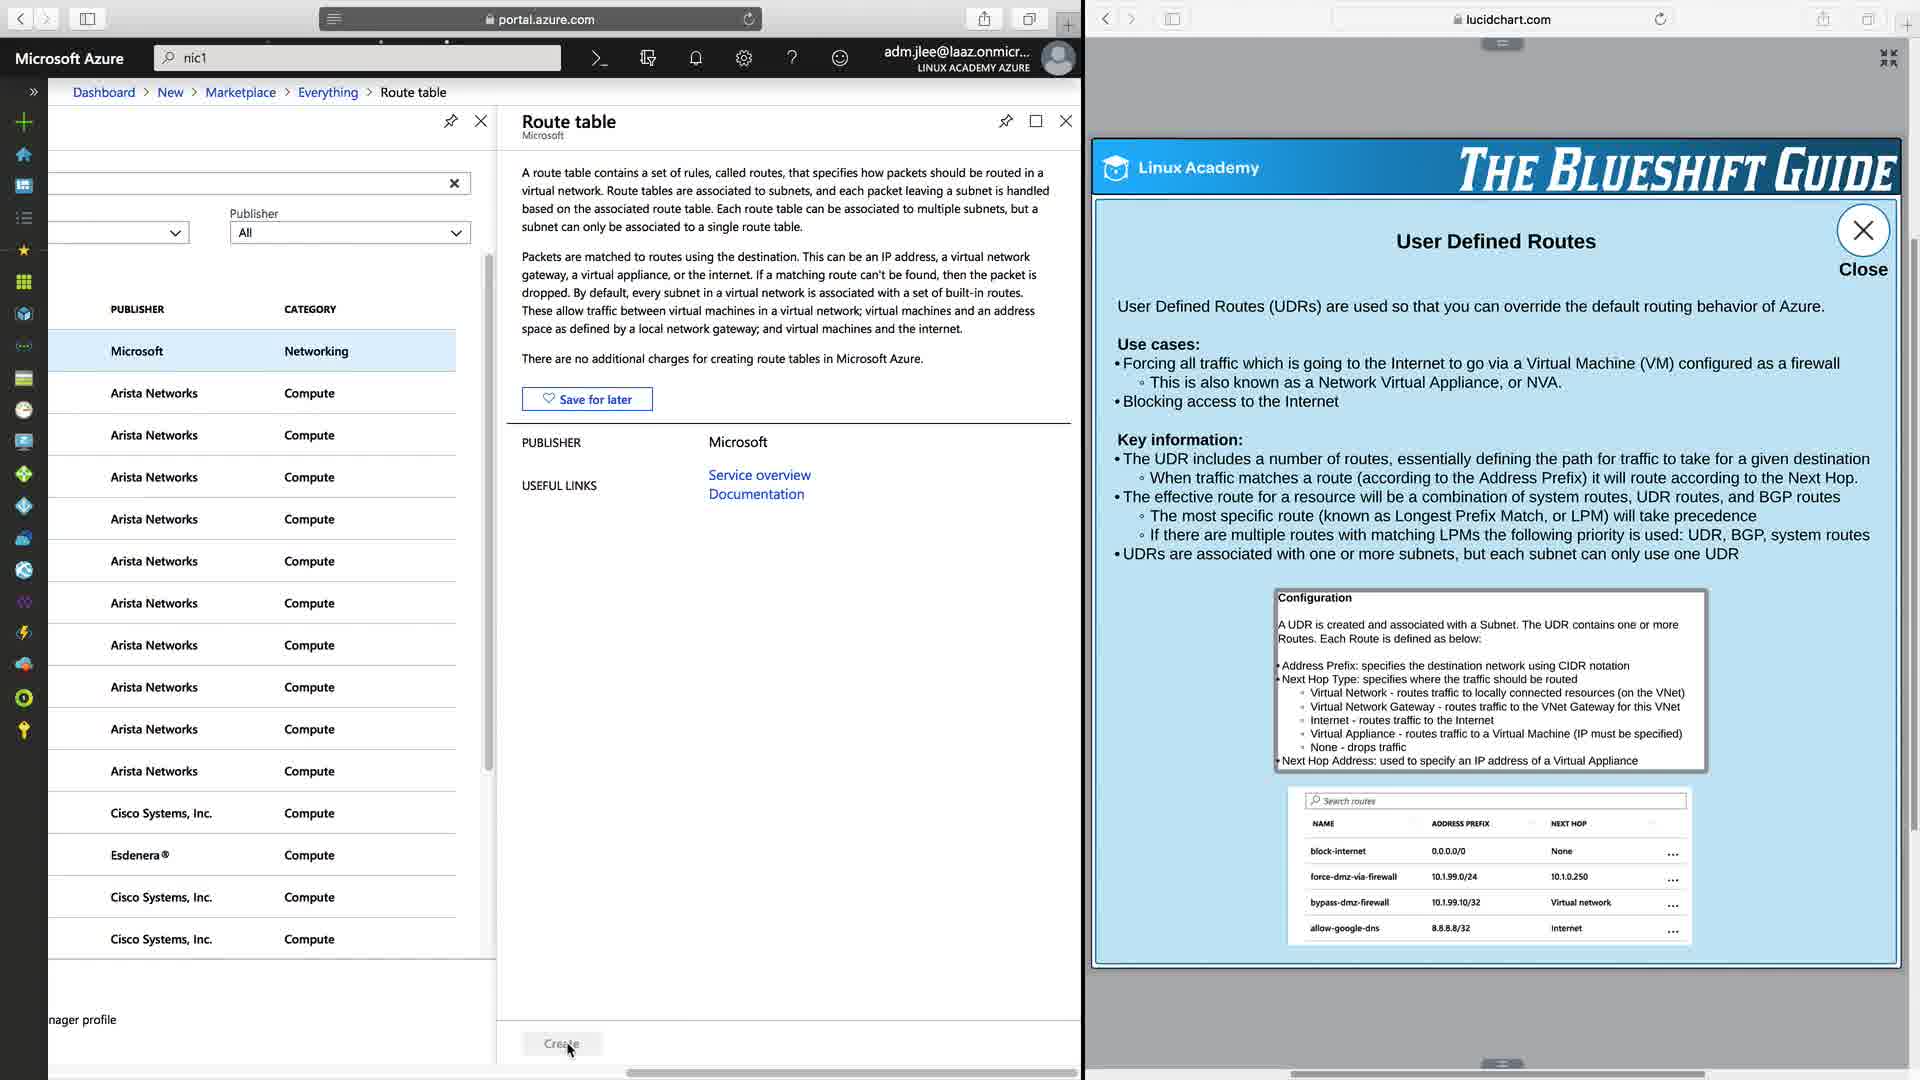 portal.azure.com
lucidchart.com
Microsoft Azure
nic1
adm.jlee@laaz.onmicr...
LINUX ACADEMY AZURE
Dashboard > New > Marketplace > Everything > Route table
Publisher
All
PUBLISHER CATEGORY
Microsoft Networking
Arista Networks Compute
Arista Networks Compute
Arista Networks Compute
Arista Networks Compute
Arista Networks Compute
Arista Networks Compute
Arista Networks Compute
Arista Networks Compute
Arista Networks Compute
Arista Networks Compute
Cisco Systems, Inc. Compute
Esdenera® Compute
Cisco Systems, Inc. Compute
Cisco Systems, Inc. Compute
nager profile
Route table
Microsoft
A route table contains a set of rules, called routes, that specifies how packets should be routed in a
virtual network. Route tables are associated to subnets, and each packet leaving a subnet is handled
based on the associated route table. Each route table can be associated to multiple subnets, but a
subnet can only be associated to a single route table.
Packets are matched to routes using the destination. This can be an IP address, a virtual network
gateway, a virtual appliance, or the internet. If a matching route can't be found, then the packet is
dropped. By default, every subnet in a virtual network is associated with a set of built-in routes.
These allow traffic between virtual machines in a virtual network; virtual machines and an address
space as defined by a local network gateway; and virtual machines and the internet.
There are no additional charges for creating route tables in Microsoft Azure.
Save for later
PUBLISHER Microsoft
USEFUL LINKS Service overview
Documentation
Create
Linux Academy
THE BLUESHIFT GUIDE
User Defined Routes
Close
User Defined Routes (UDRs) are used so that you can override the default routing behavior of Azure.
Use cases:
• Forcing all traffic which is going to the Internet to go via a Virtual Machine (VM) configured as a firewall
◦ This is also known as a Network Virtual Appliance, or NVA.
• Blocking access to the Internet
Key information:
• The UDR includes a number of routes, essentially defining the path for traffic to take for a given destination
◦ When traffic matches a route (according to the Address Prefix) it will route according to the Next Hop.
• The effective route for a resource will be a combination of system routes, UDR routes, and BGP routes
◦ The most specific route (known as Longest Prefix Match, or LPM) will take precedence
◦ If there are multiple routes with matching LPMs the following priority is used: UDR, BGP, system routes
• UDRs are associated with one or more subnets, but each subnet can only use one UDR
Configuration
A UDR is created and associated with a Subnet. The UDR contains one or more
Routes. Each Route is defined as below:
• Address Prefix: specifies the destination network using CIDR notation
• Next Hop Type: specifies where the traffic should be routed
◦ Virtual Network - routes traffic to locally connected resources (on the VNet)
◦ Virtual Network Gateway - routes traffic to the VNet Gateway for this VNet
◦ Internet - routes traffic to the Internet
◦ Virtual Appliance - routes traffic to a Virtual Machine (IP must be specified)
◦ None - drops traffic
• Next Hop Address: used to specify an IP address of a Virtual Appliance
Search routes
NAME ADDRESS PREFIX NEXT HOP
block-internet 0.0.0.0/0 None ...
force-dmz-via-firewall 10.1.99.0/24 10.1.0.250 ...
bypass-dmz-firewall 10.1.99.10/32 Virtual network ...
allow-google-dns 8.8.8.8/32 Internet ...